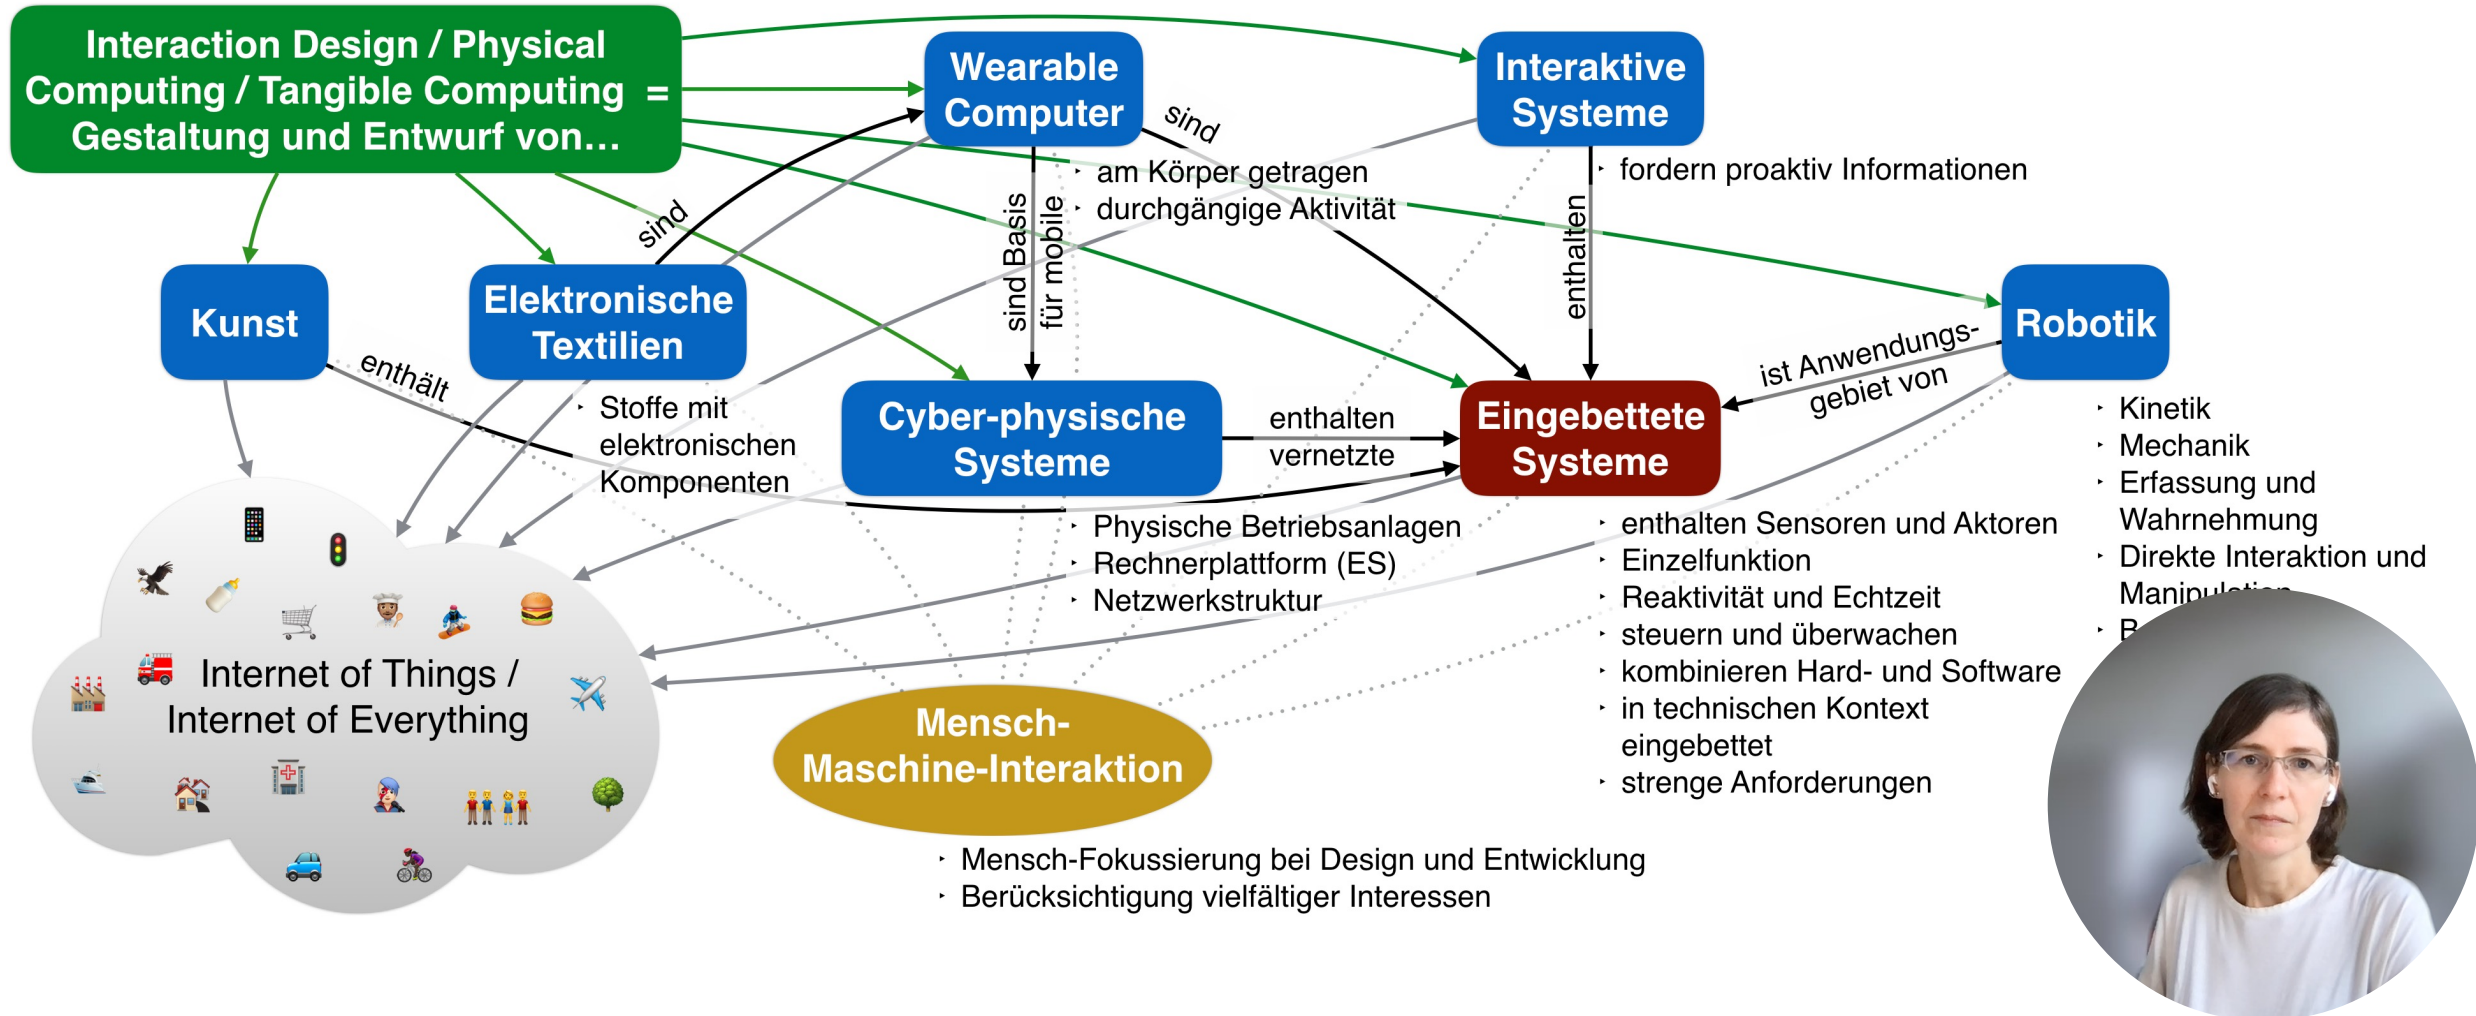 Interaction Design / Physical
Computing / Tangible Computing =
Gestaltung und Entwurf von…
Wearable
Computer
Interaktive
Systeme
sind
am Körper getragen
durchgängige Aktivität
fordern proaktiv Informationen
sind
sind Basis
für mobile
enthalten
Kunst
Elektronische
Textilien
Robotik
enthält
ist Anwendungs-
gebiet von
Stoffe mit
elektronischen
Komponenten
Cyber-physische
Systeme
enthalten
vernetzte
Eingebettete
Systeme
Kinetik
Mechanik
Erfassung und
Wahrnehmung
Direkte Interaktion und
Manipulation
Physische Betriebsanlagen
Rechnerplattform (ES)
Netzwerkstruktur
enthalten Sensoren und Aktoren
Einzelfunktion
Reaktivität und Echtzeit
steuern und überwachen
kombinieren Hard- und Software
in technischen Kontext
eingebettet
strenge Anforderungen
Internet of Things /
Internet of Everything
Mensch-
Maschine-Interaktion
Mensch-Fokussierung bei Design und Entwicklung
Berücksichtigung vielfältiger Interessen